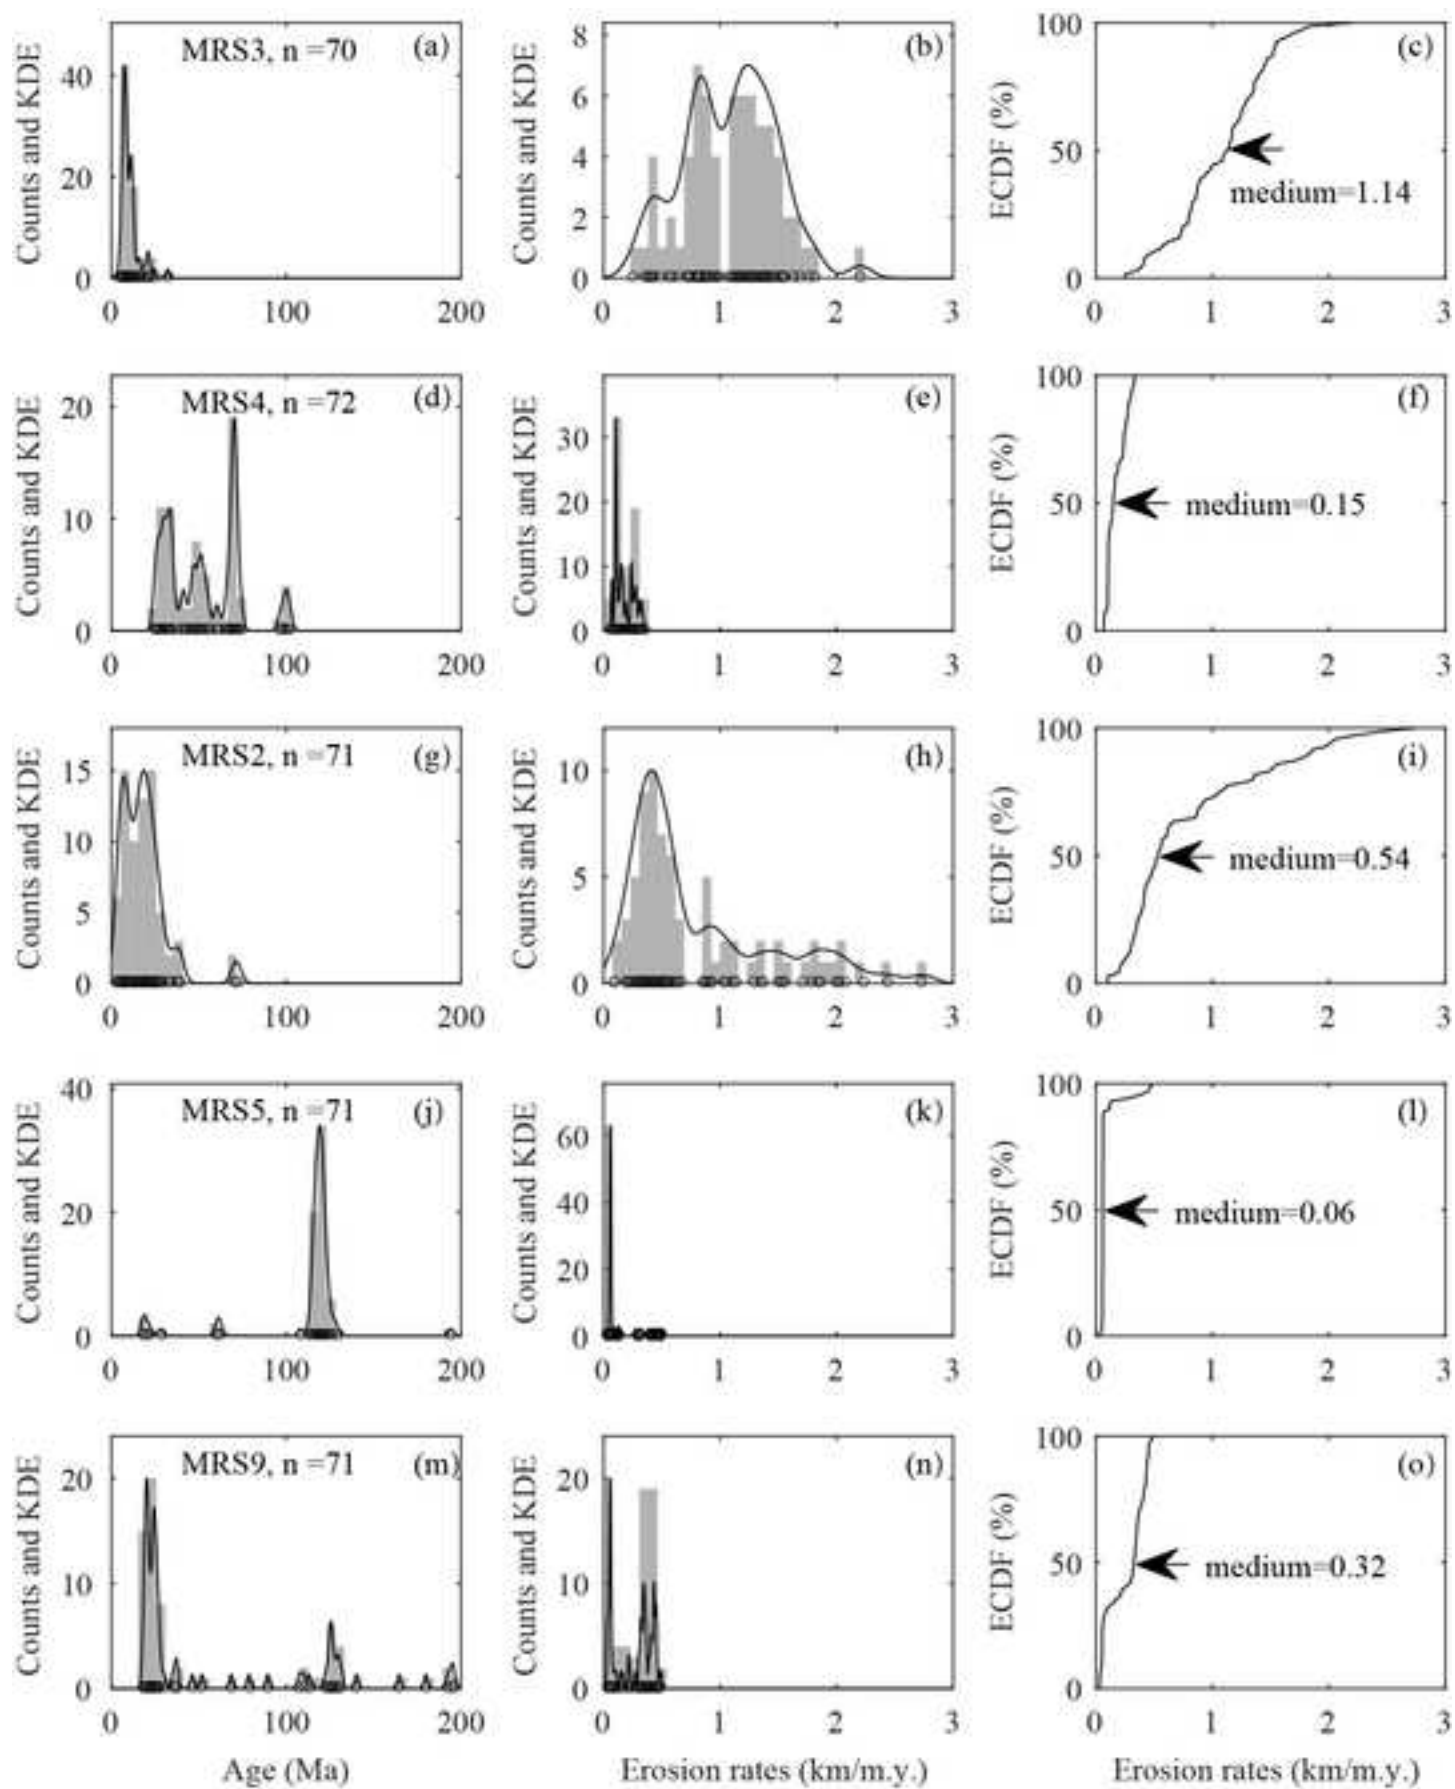 Counts and KDE
40
20
0
MRS3, n =70
(a)
0
100
200
Counts and KDE
8
6
4
2
0
(b)
0
1
2
3
ECDF (%)
100
50
0
(c)
medium=1.14
0
1
2
3
Counts and KDE
20
10
0
MRS4, n =72
(d)
0
100
200
Counts and KDE
30
20
10
0
(e)
0
1
2
3
ECDF (%)
100
50
0
(f)
medium=0.15
0
1
2
3
Counts and KDE
15
10
5
0
MRS2, n =71
(g)
0
100
200
Counts and KDE
10
5
0
(h)
0
1
2
3
ECDF (%)
100
50
0
(i)
medium=0.54
0
1
2
3
Counts and KDE
40
20
0
MRS5, n =71
(j)
0
100
200
Counts and KDE
60
40
20
0
(k)
0
1
2
3
ECDF (%)
100
50
0
(l)
medium=0.06
0
1
2
3
Counts and KDE
20
10
0
MRS9, n =71
(m)
0
100
200
Age (Ma)
Counts and KDE
20
10
0
(n)
0
1
2
3
Erosion rates (km/m.y.)
ECDF (%)
100
50
0
(o)
medium=0.32
0
1
2
3
Erosion rates (km/m.y.)